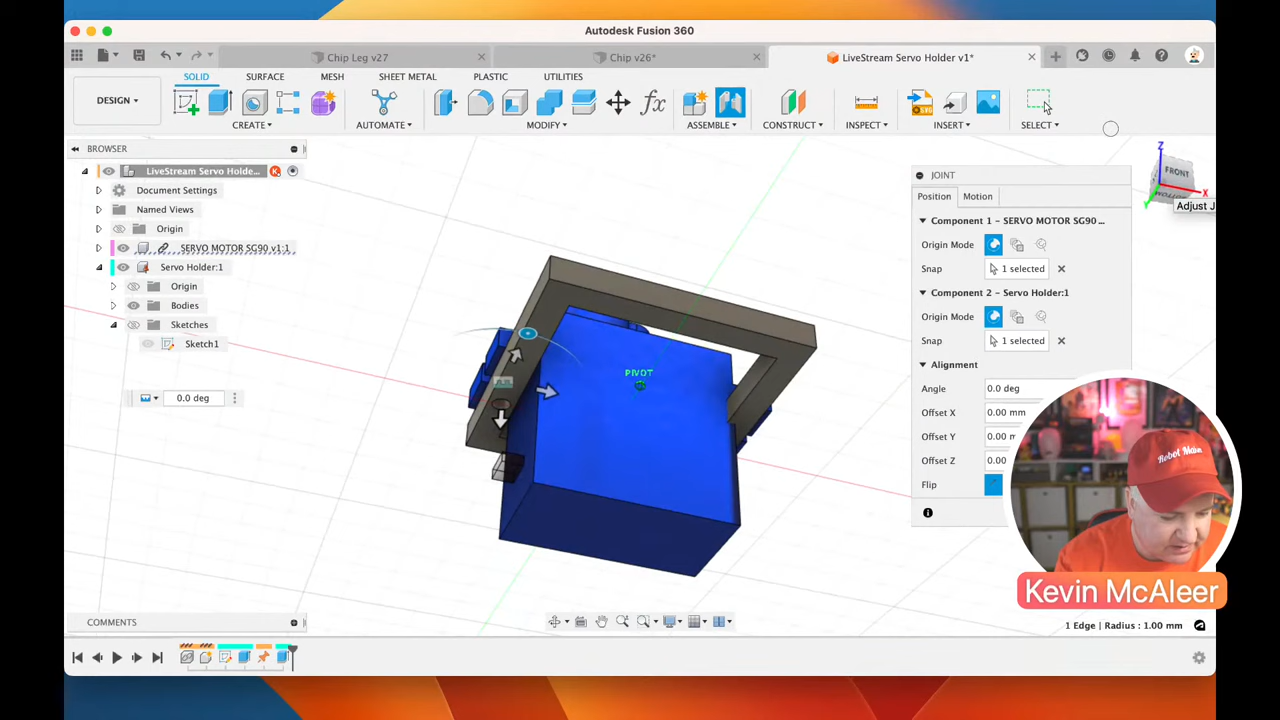 Autodesk Fusion 360
Chip Leg v27
Chip v26*
LiveStream Servo Holder v1*
SOLID SURFACE MESH SHEET METAL PLASTIC UTILITIES
DESIGN
CREATE AUTOMATE MODIFY ASSEMBLE CONSTRUCT INSPECT INSERT SELECT
BROWSER
LiveStream Servo Holde...
Document Settings
Named Views
Origin
SERVO MOTOR SG90 v1:1
Servo Holder:1
Origin
Bodies
Sketches
Sketch1
0.0 deg
PIVOT
Z
FRONT
X
Y
Adjust J
JOINT
Position Motion
Component 1 - SERVO MOTOR SG90 ...
Origin Mode
Snap 1 selected
Component 2 - Servo Holder:1
Origin Mode
Snap 1 selected
Alignment
Angle 0.0 deg
Offset X 0.00 mm
Offset Y 0.00 m
Offset Z 0.00
Flip
Robot Make
Kevin McAleer
1 Edge | Radius : 1.00 mm
COMMENTS